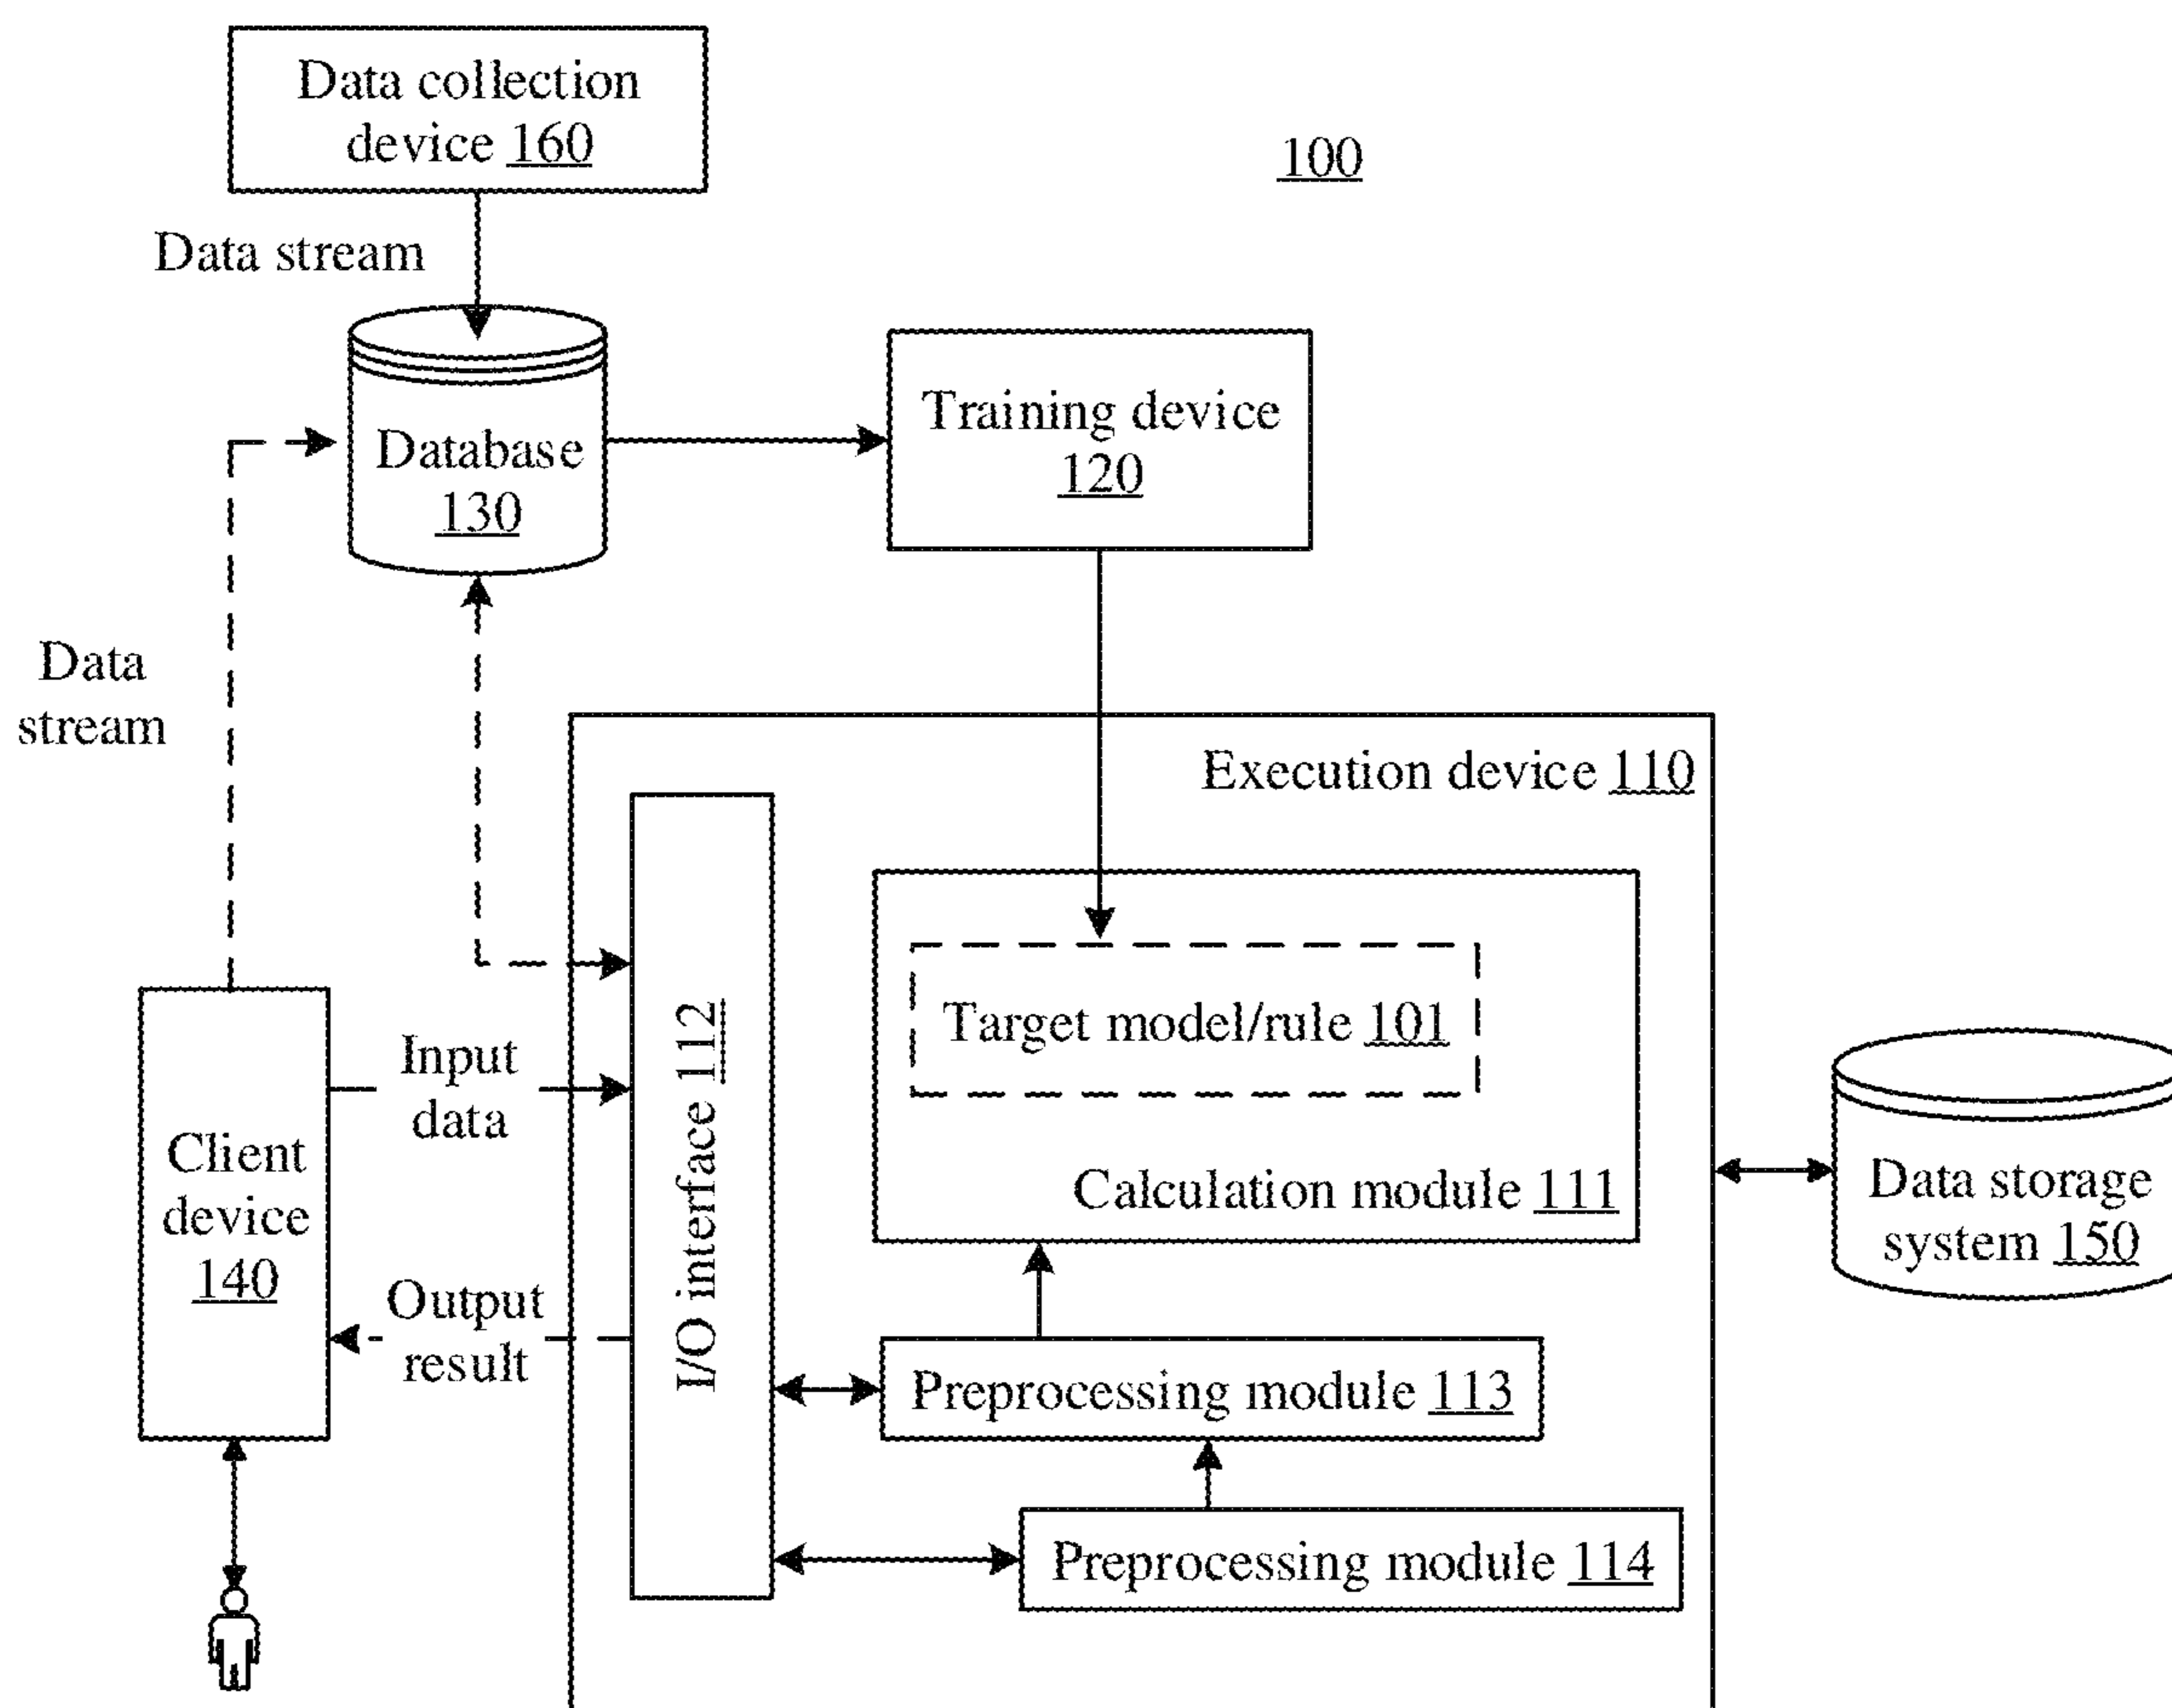 Data collection
device 160
100
Data stream
Database
130
Training device
120
Data
stream
Execution device 110
I/O interface 112
Target model/rule 101
Calculation module 111
Input
data
Client
device
140
Output
result
Data storage
system 150
Preprocessing module 113
Preprocessing module 114